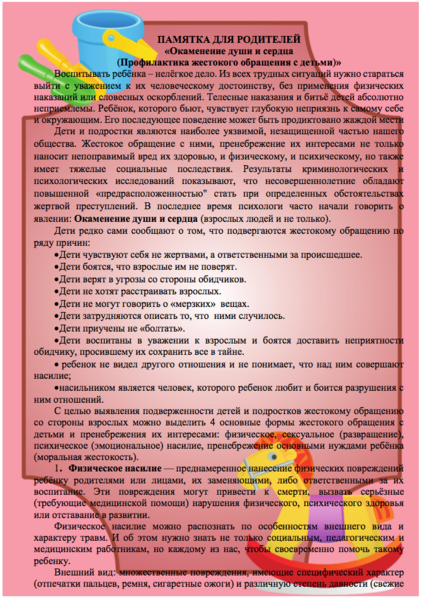 ПАМЯТКА ДЛЯ РОДИТЕЛЕЙ
«Окаменение души и сердца
(Профилактика жестокого обращения с детьми)»
Воспитывать ребёнка – нелёгкое дело. Из всех трудных ситуаций нужно стараться
выйти с уважением к их человеческому достоинству, без применения физических
наказаний или словесных оскорблений. Телесные наказания и битьё детей абсолютно
неприемлемы. Ребёнок, которого бьют, чувствует глубокую неприязнь к самому себе
и окружающим. Его последующее поведение может быть продиктовано жаждой мести
Дети и подростки являются наиболее уязвимой, незащищенной частью нашего
общества. Жестокое обращение с ними, пренебрежение их интересами не только
наносит непоправимый вред их здоровью, и физическому, и психическому, но также
имеет тяжелые социальные последствия. Результаты криминологических и
психологических исследований показывают, что несовершеннолетние обладают
повышенной «предрасположенностью" стать при определенных обстоятельствах
жертвой преступлений. В последнее время психологи часто начали говорить о
явлении: Окаменение души и сердца (взрослых людей и не только).
Дети редко сами сообщают о том, что подвергаются жестокому обращению по
ряду причин:
•Дети чувствуют себя не жертвами, а ответственными за происшедшее.
•Дети боятся, что взрослые им не поверят.
•Дети верят в угрозы со стороны обидчиков.
•Дети не хотят расстраивать взрослых.
•Дети не могут говорить о «мерзких» вещах.
•Дети затрудняются описать то, что ними случилось.
•Дети приучены не «болтать».
•Дети воспитаны в уважении к взрослым и боятся доставить неприятности
обидчику, просившему их сохранить все в тайне.
• ребенок не видел другого отношения и не понимает, что над ним совершают
насилие;
•насильником является человек, которого ребенок любит и боится разрушения с
ним отношений.
С целью выявления подверженности детей и подростков жестокому обращению
со стороны взрослых можно выделить 4 основные формы жестокого обращения с
детьми и пренебрежения их интересами: физическое, сексуальное (развращение),
психическое (эмоциональное) насилие, пренебрежение основными нуждами ребёнка
(моральная жестокость).
1. Физическое насилие — преднамеренное нанесение физических повреждений
ребёнку родителями или лицами, их заменяющими, либо ответственными за их
воспитание. Эти повреждения могут привести к смерти, вызвать серьёзные
(требующие медицинской помощи) нарушения физического, психического здоровья
или отставание в развитии.
Физическое насилие можно распознать по особенностям внешнего вида и
характеру травм. И об этом нужно знать не только социальным, педагогическим и
медицинским работникам, но каждому из нас, чтобы своевременно помочь такому
ребенку.
Внешний вид: множественные повреждения, имеющие специфический характер
(отпечатки пальцев, ремня, сигаретные ожоги) и различную степень давности (свежие